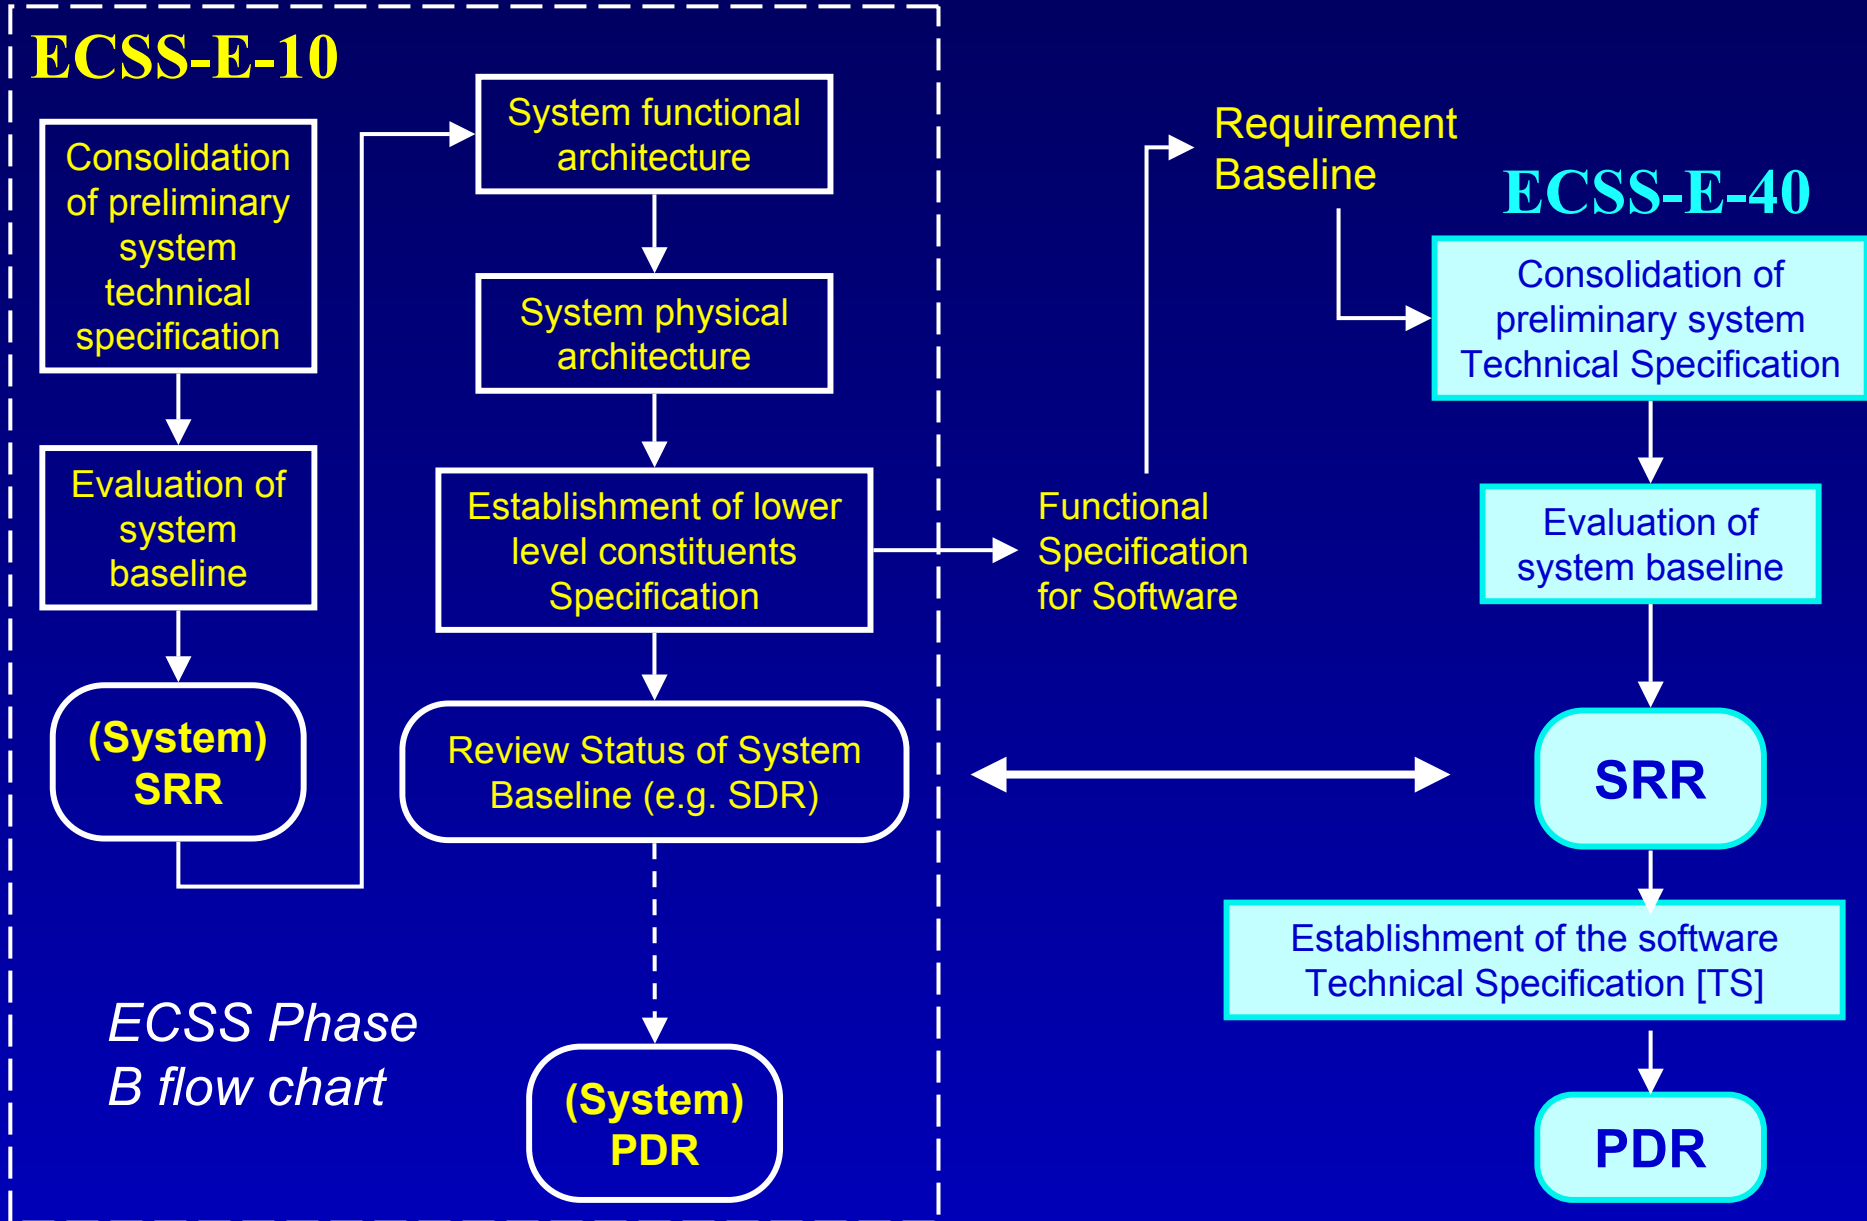 ECSS-E-10
Consolidation
of preliminary
system
technical
specification
Evaluation of
system
baseline
(System)
SRR
System functional
architecture
System physical
architecture
Establishment of lower
level constituents
Specification
Review Status of System
Baseline (e.g. SDR)
(System)
PDR
ECSS Phase
B flow chart
Functional
Specification
for Software
Requirement
Baseline
ECSS-E-40
Consolidation of
preliminary system
Technical Specification
Evaluation of
system baseline
SRR
Establishment of the software
Technical Specification [TS]
PDR